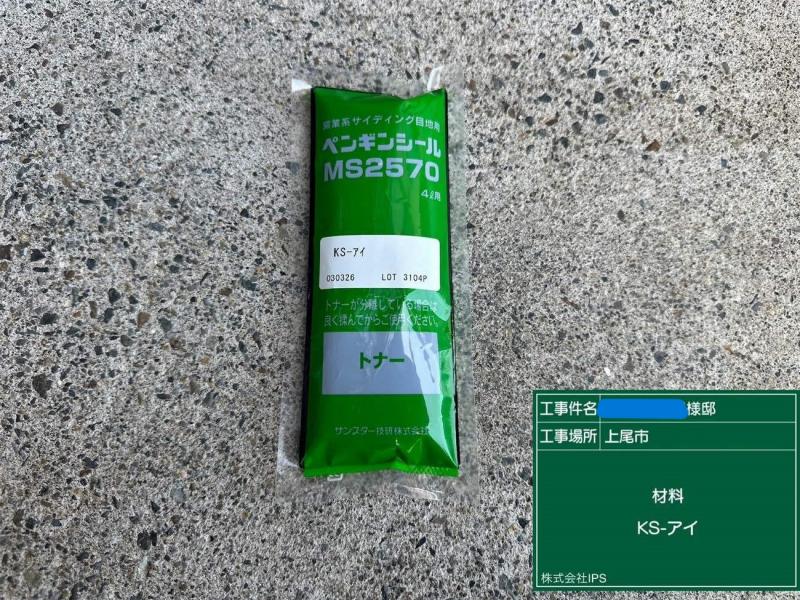 窯業系サイディング目地用
ペンギンシール
MS2570
4ℓ用
KS-アイ
030326 LOT 3104P
トナーが分離している場合は
良く揉んでからご使用ください。
トナー
サンスター技研株式会社
工事件名 様邸
工事場所 上尾市
材料
KS-アイ
株式会社IPS